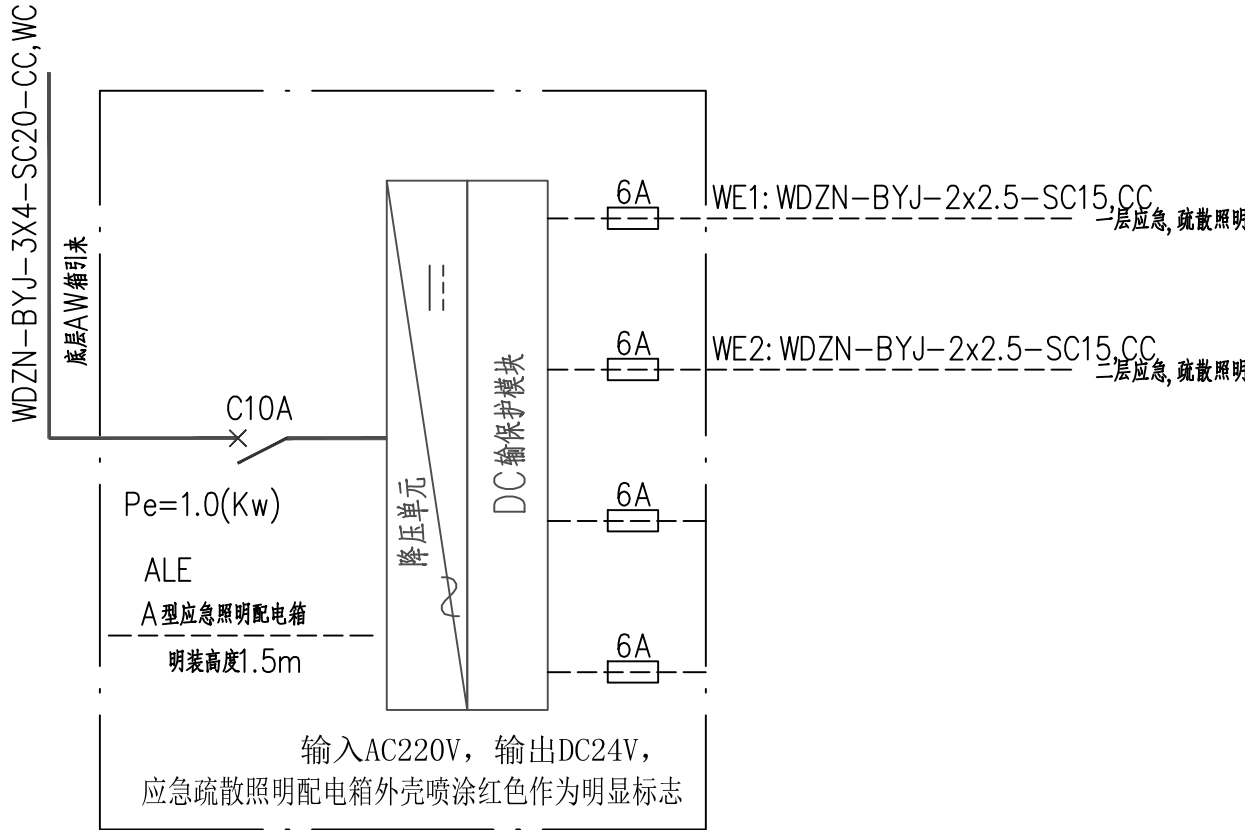 WDZN-BYJ-3X4-SC20-CC,WC
底层AW箱引来
C10A
Pe=1.0(Kw)
ALE
A型应急照明配电箱
明装高度1.5m
降压单元
DC输保护模块
6A
WE1: WDZN-BYJ-2x2.5-SC15,CC
一层应急,疏散照明
6A
WE2: WDZN-BYJ-2x2.5-SC15,CC
二层应急,疏散照明
6A
6A
输入AC220V，输出DC24V，
应急疏散照明配电箱外壳喷涂红色作为明显标志